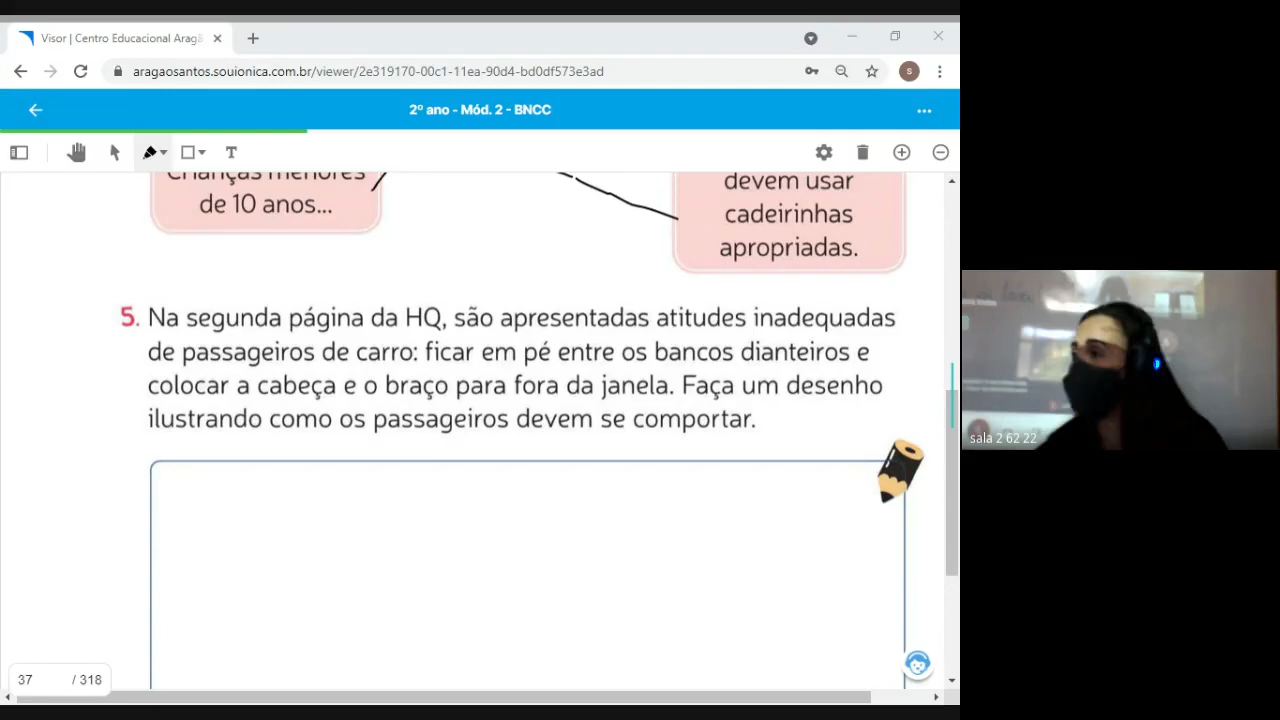 Visor | Centro Educacional Aragã
aragaosantos.souionica.com.br/viewer/2e319170-00c1-11ea-90d4-bd0df573e3ad
S
2º ano - Mód. 2 - BNCC
T
Crianças menores
de 10 anos...
devem usar
cadeirinhas
apropriadas.
5. Na segunda página da HQ, são apresentadas atitudes inadequadas
de passageiros de carro: ficar em pé entre os bancos dianteiros e
colocar a cabeça e o braço para fora da janela. Faça um desenho
ilustrando como os passageiros devem se comportar.
37 / 318
sala 2 62 22